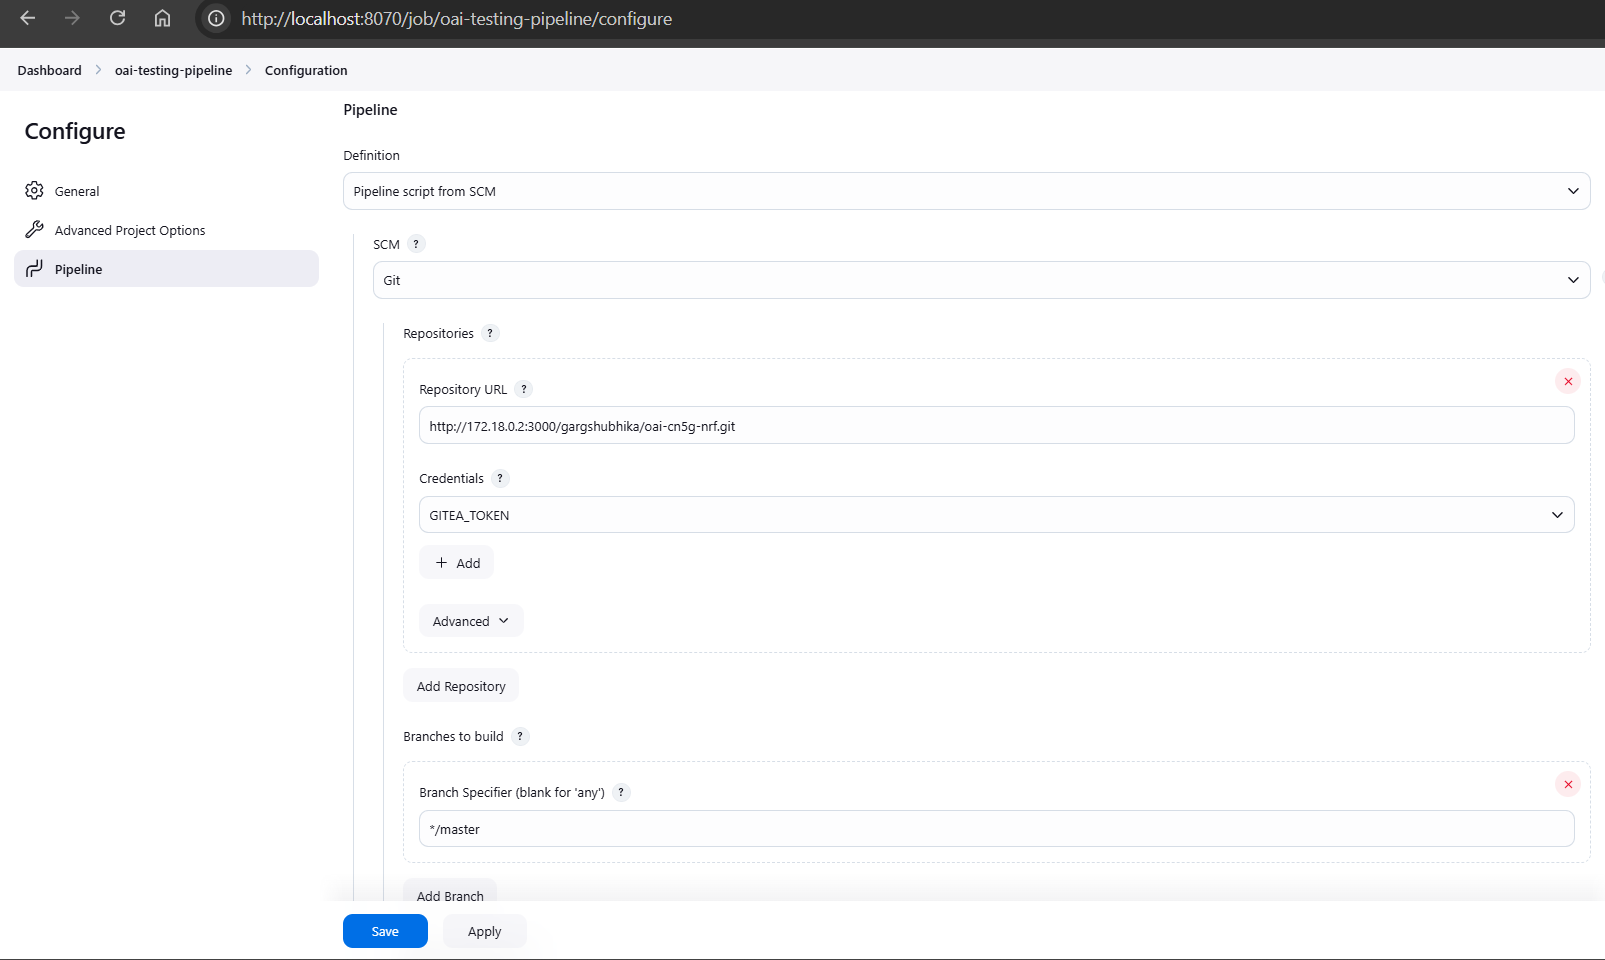 http://localhost:8070/job/oai-testing-pipeline/configure
Dashboard > oai-testing-pipeline > Configuration
Configure
General
Advanced Project Options
Pipeline
Pipeline
Definition
Pipeline script from SCM
SCM ?
Git
Repositories ?
Repository URL ?
http://172.18.0.2:3000/gargshubhika/oai-cn5g-nrf.git
Credentials ?
GITEA_TOKEN
+ Add
Advanced
Add Repository
Branches to build ?
Branch Specifier (blank for 'any') ?
*/master
Add Branch
Save
Apply